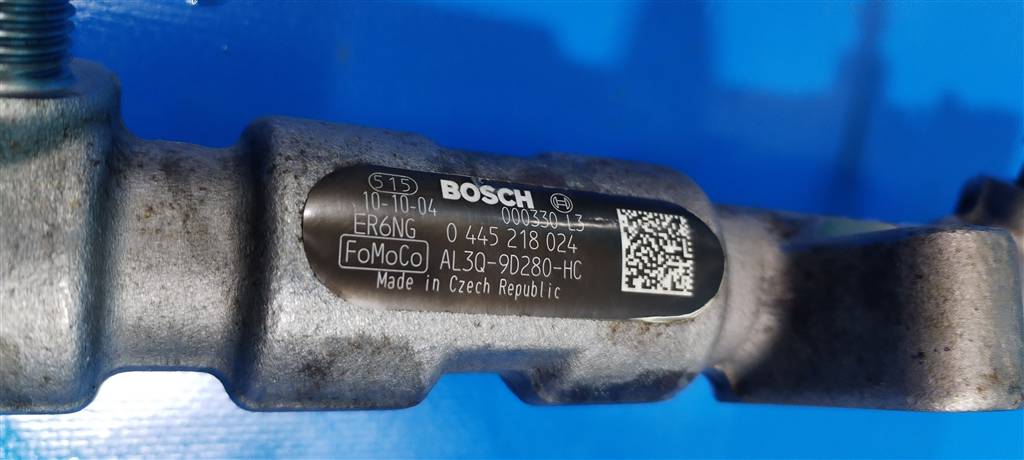 S15 BOSCH
10-10-04 000330 L3
ER6NG 0 445 218 024
FoMoCo AL3Q-9D280-HC
Made in Czech Republic